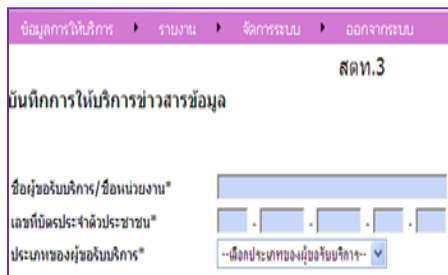 ข้อมูลการให้บริการ รายงาน จัดการระบบ ออกจากระบบ
สดท.3
บันทึกการให้บริการข่าวสารข้อมูล
ชื่อผู้ขอรับบริการ/ชื่อหน่วยงาน*
เลขที่บัตรประจำตัวประชาชน* - - - -
ประเภทของผู้ขอรับบริการ* --เลือกประเภทของผู้ขอรับบริการ--